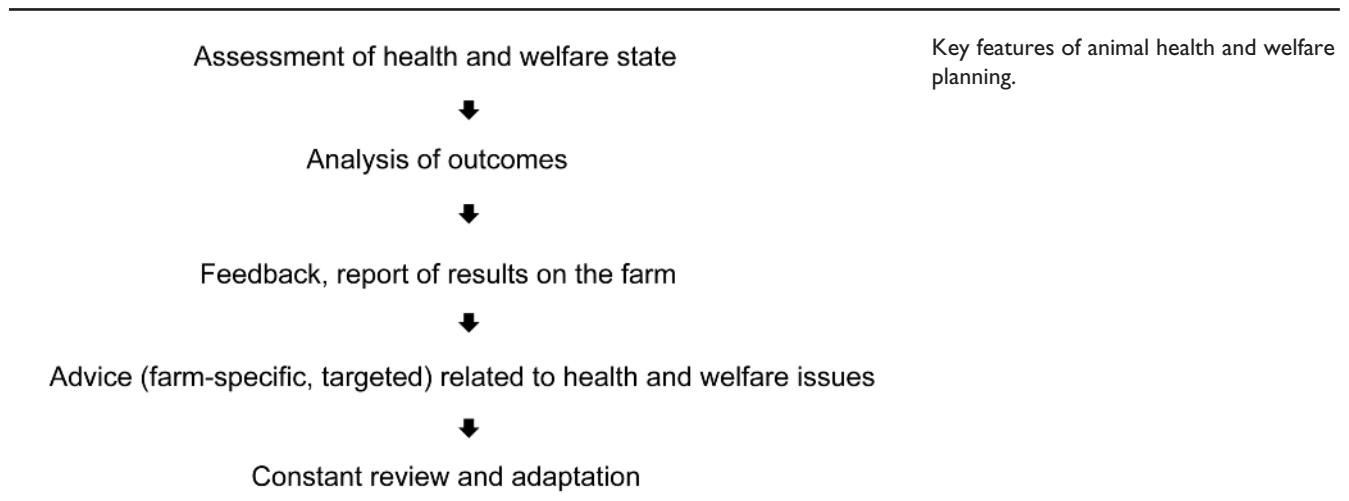 Assessment of health and welfare state
Key features of animal health and welfare
planning.
Analysis of outcomes
Feedback, report of results on the farm
Advice (farm-specific, targeted) related to health and welfare issues
Constant review and adaptation